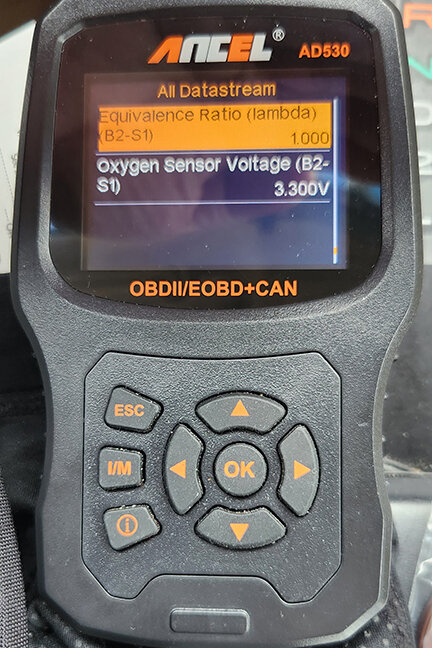 ANCEL® AD530
All Datastream
Equivalence Ratio (lambda)
(B2-S1) 1.000
Oxygen Sensor Voltage (B2-
S1) 3.300V
OBDII/EOBD+CAN
ESC
I/M
OK